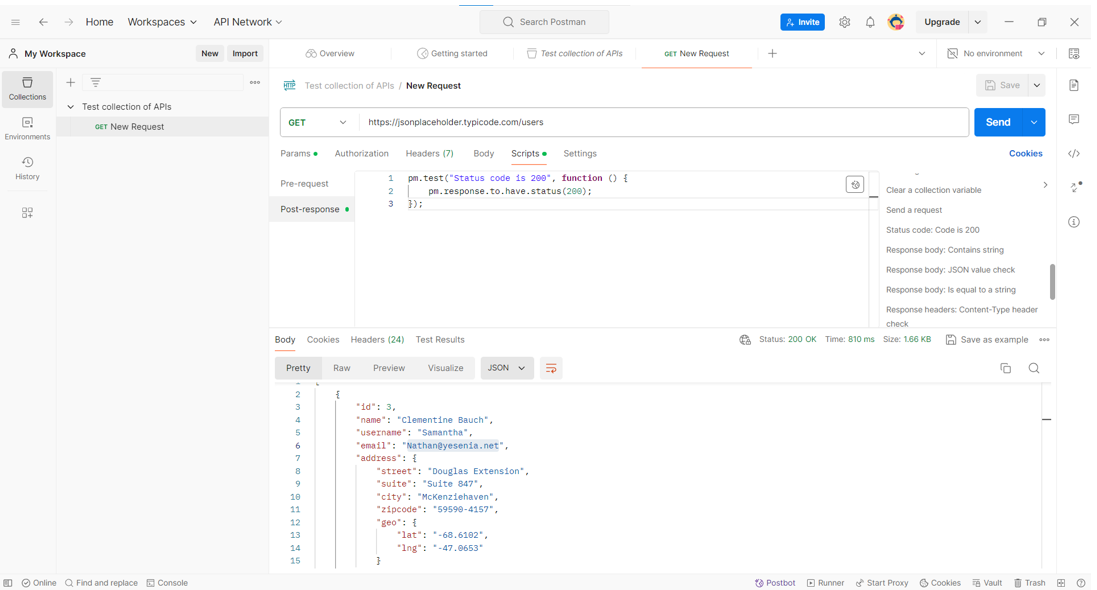 Home Workspaces API Network Search Postman Invite Upgrade
My Workspace New Import Overview Getting started Test collection of APIs GET New Request No environment
Collections
Environments
History
Test collection of APIs
GET New Request
HTTP Test collection of APIs / New Request Save
GET https://jsonplaceholder.typicode.com/users Send
Params Authorization Headers (7) Body Scripts Settings Cookies
Pre-request
Post-response
1 pm.test("Status code is 200", function () {
2 pm.response.to.have.status(200);
3 });
Clear a collection variable
Send a request
Status code: Code is 200
Response body: Contains string
Response body: JSON value check
Response body: Is equal to a string
Response headers: Content-Type header
check
Body Cookies Headers (24) Test Results Status: 200 OK Time: 810 ms Size: 1.66 KB Save as example
Pretty Raw Preview Visualize JSON
2 {
3 "id": 3,
4 "name": "Clementine Bauch",
5 "username": "Samantha",
6 "email": "Nathan@yesenia.net",
7 "address": {
8 "street": "Douglas Extension",
9 "suite": "Suite 847",
10 "city": "McKenziehaven",
11 "zipcode": "59590-4157",
12 "geo": {
13 "lat": "-68.6102",
14 "lng": "-47.0653"
15 }
Online Find and replace Console Postbot Runner Start Proxy Cookies Vault Trash